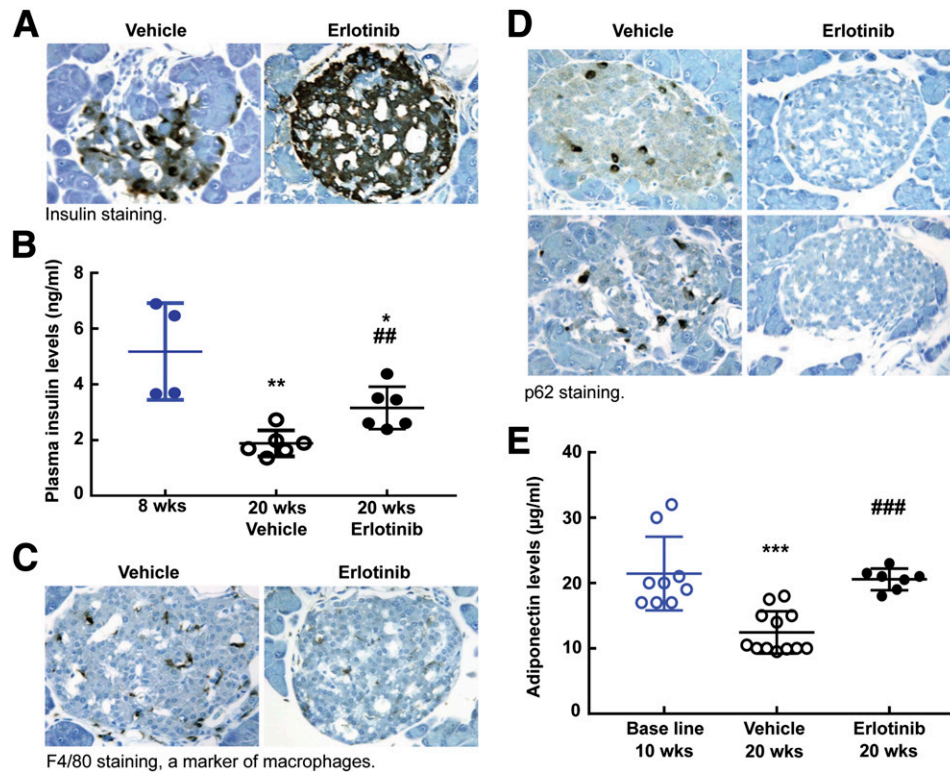 A
Vehicle
Erlotinib
Insulin staining.
B
Plasma insulin levels (ng/ml)
8
6
4
2
0
**
*
##
8 wks
20 wks
Vehicle
20 wks
Erlotinib
C
Vehicle
Erlotinib
F4/80 staining, a marker of macrophages.
D
Vehicle
Erlotinib
p62 staining.
E
Adiponectin levels (µg/ml)
40
30
20
10
0
***
###
Base line
10 wks
Vehicle
20 wks
Erlotinib
20 wks